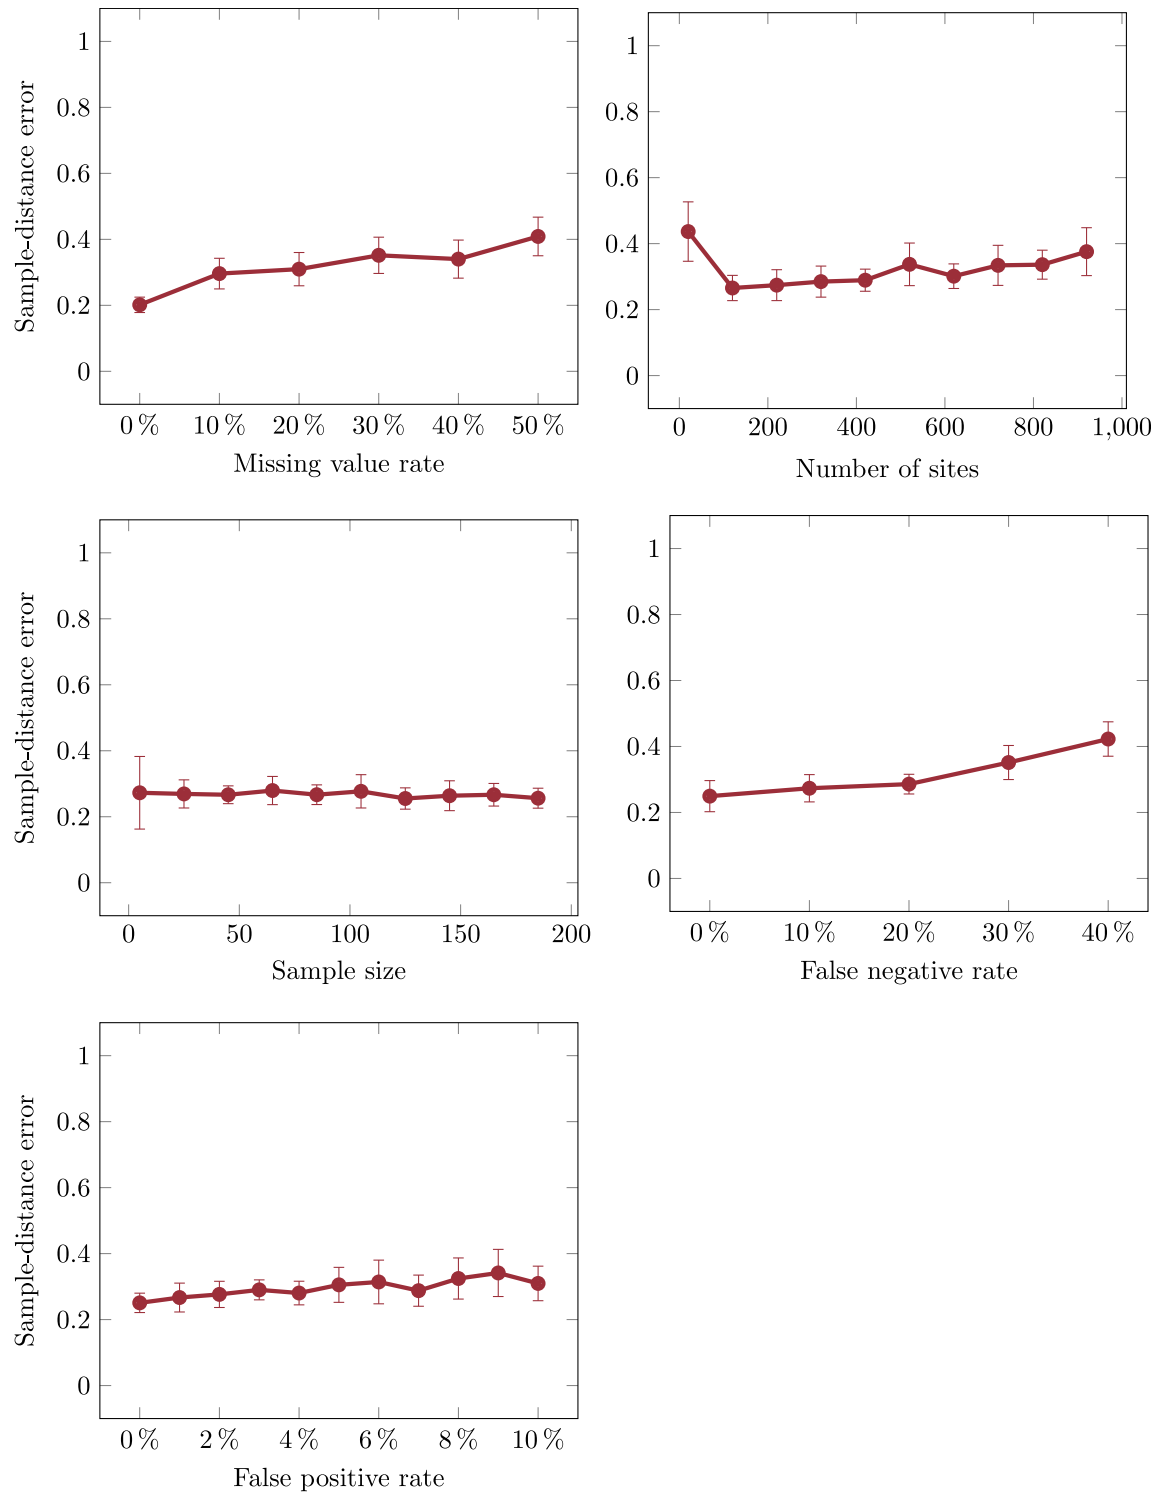 1
0.8
0.6
0.4
0.2
0
Sample-distance error
0 % 10 % 20 % 30 % 40 % 50 %
Missing value rate
1
0.8
0.6
0.4
0.2
0
0 200 400 600 800 1,000
Number of sites
1
0.8
0.6
0.4
0.2
0
Sample-distance error
0 50 100 150 200
Sample size
1
0.8
0.6
0.4
0.2
0
0 % 10 % 20 % 30 % 40 %
False negative rate
1
0.8
0.6
0.4
0.2
0
Sample-distance error
0 % 2 % 4 % 6 % 8 % 10 %
False positive rate